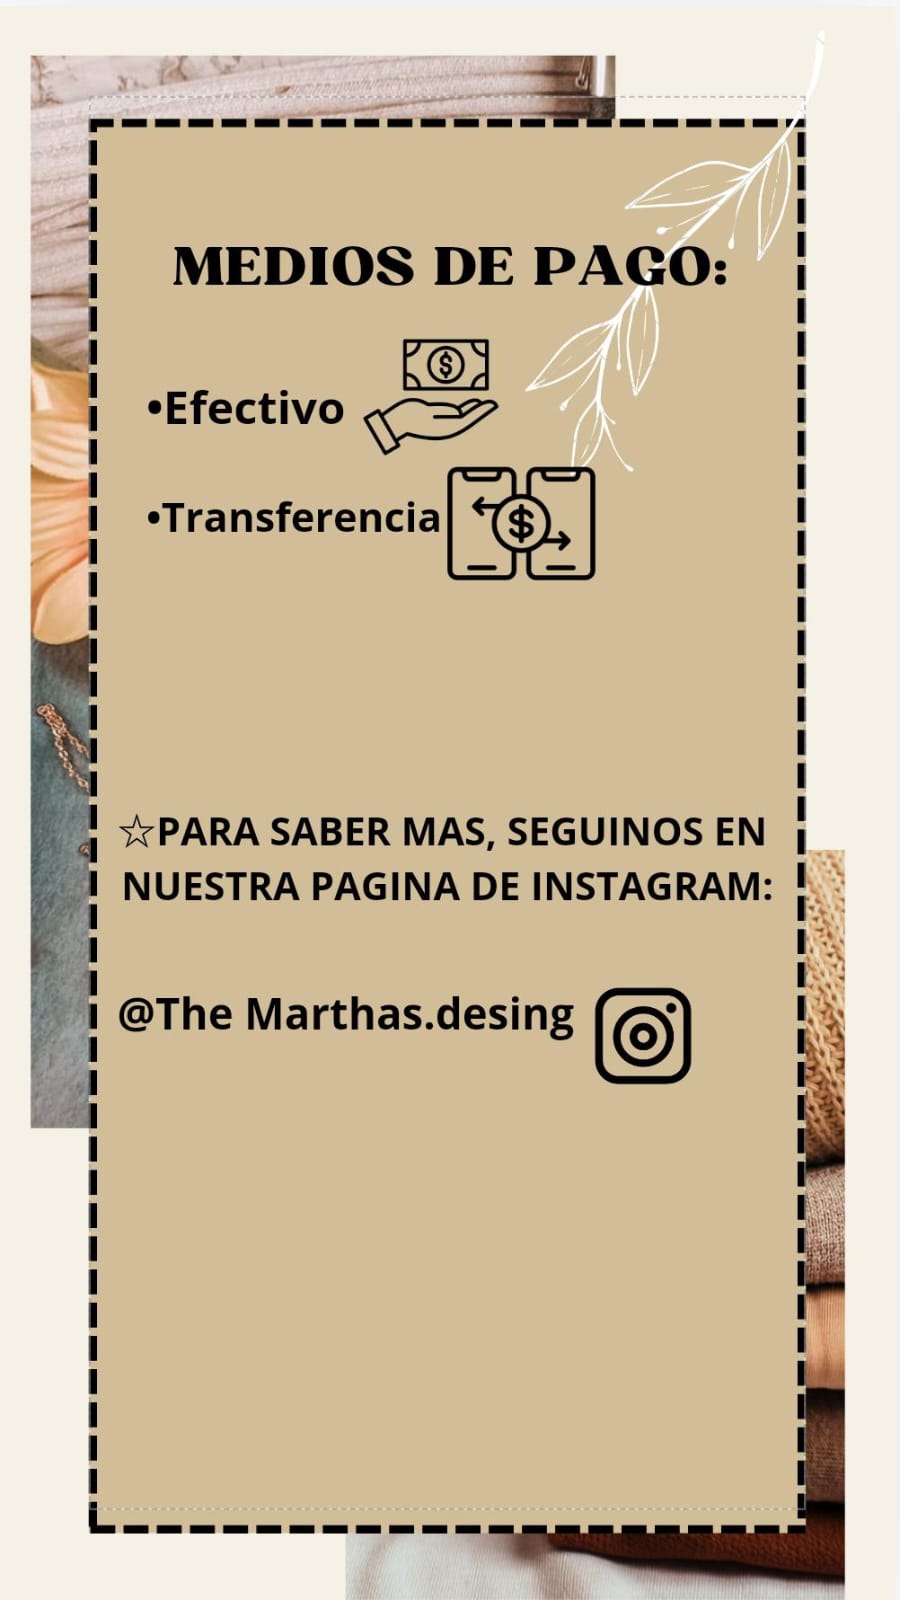 MEDIOS DE PAGO:
•Efectivo
•Transferencia
☆PARA SABER MAS, SEGUINOS EN
NUESTRA PAGINA DE INSTAGRAM:
@The Marthas.desing